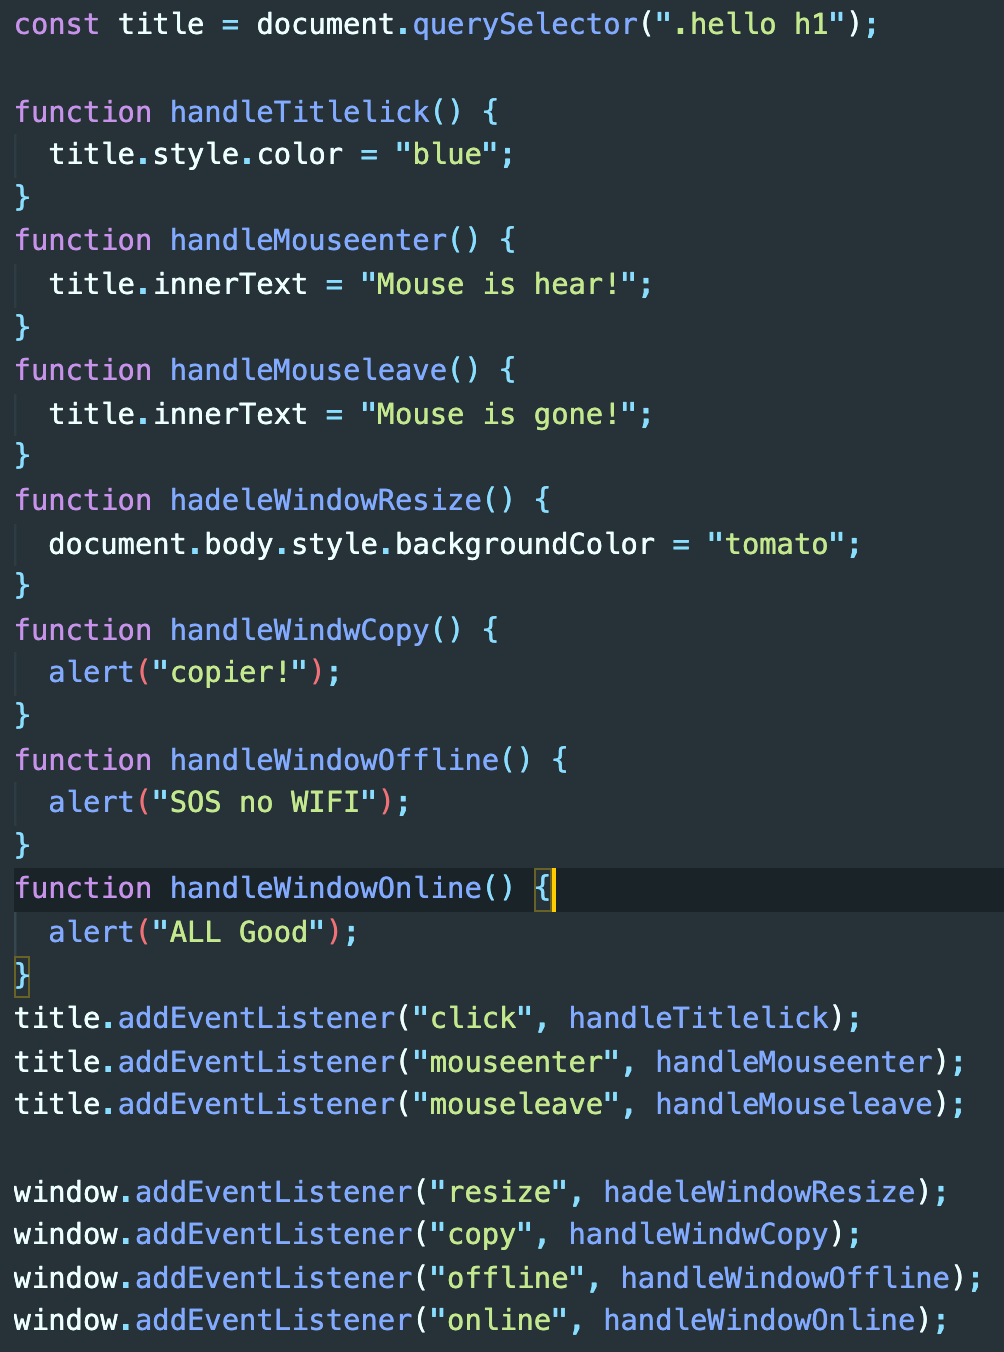 const title = document.querySelector(".hello h1");
function handleTitlelick() {
title.style.color = "blue";
}
function handleMouseenter() {
title.innerText = "Mouse is hear!";
}
function handleMouseleave() {
title.innerText = "Mouse is gone!";
}
function hadeleWindowResize() {
document.body.style.backgroundColor = "tomato";
}
function handleWindwCopy() {
alert("copier!");
}
function handleWindowOffline() {
alert("SOS no WIFI");
}
function handleWindowOnline() {
alert("ALL Good");
}
title.addEventListener("click", handleTitlelick);
title.addEventListener("mouseenter", handleMouseenter);
title.addEventListener("mouseleave", handleMouseleave);
window.addEventListener("resize", hadeleWindowResize);
window.addEventListener("copy", handleWindwCopy);
window.addEventListener("offline", handleWindowOffline);
window.addEventListener("online", handleWindowOnline);